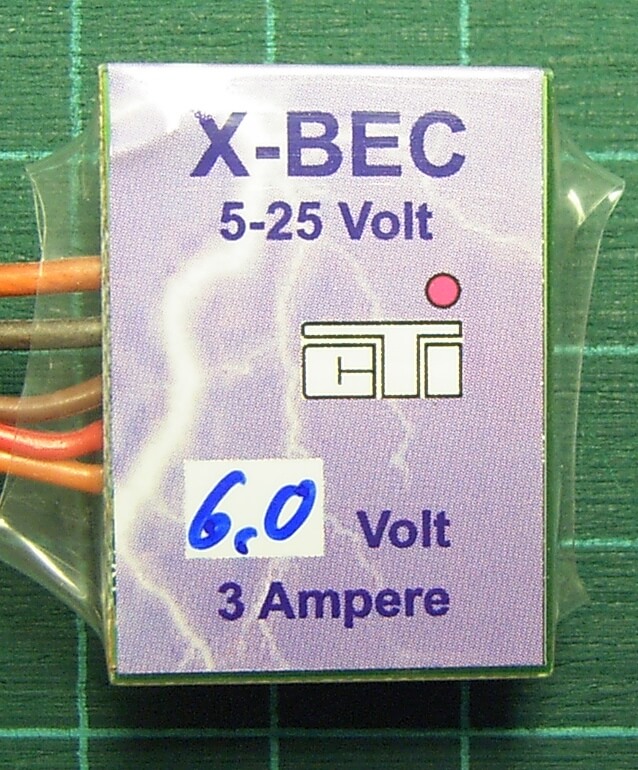 X-BEC
5-25 Volt
cTi
6,0 Volt
3 Ampere